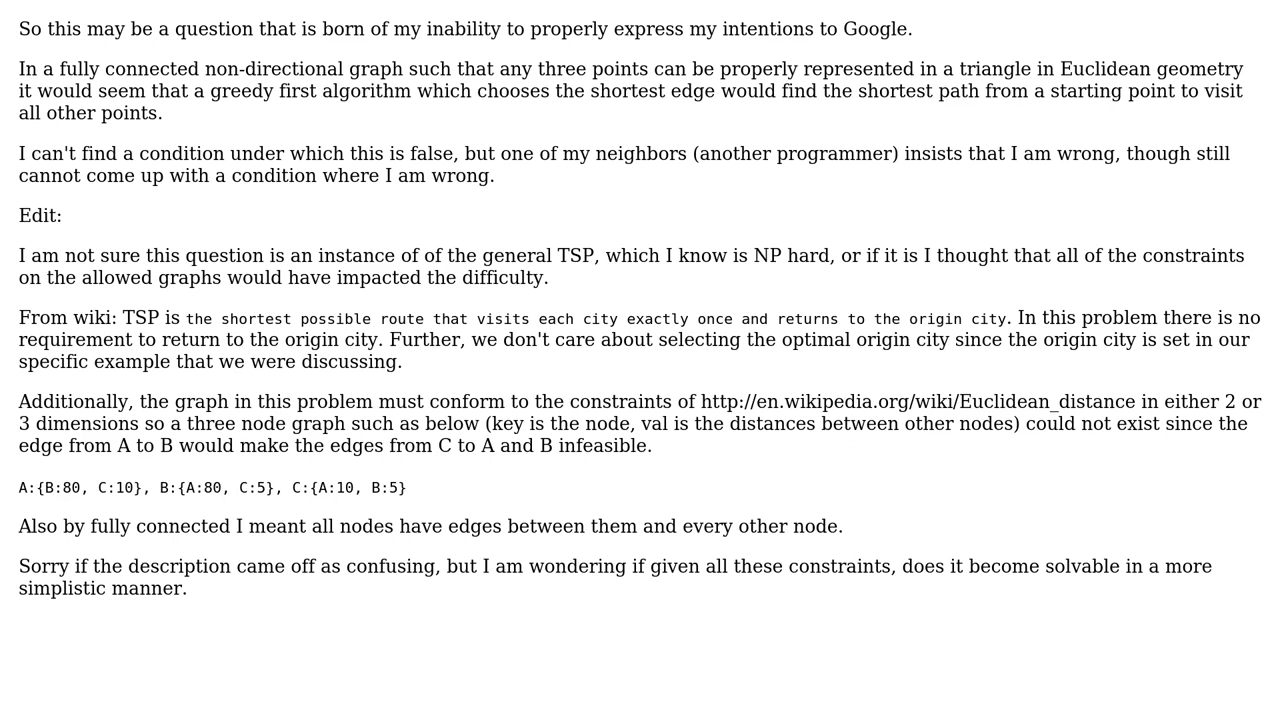 So this may be a question that is born of my inability to properly express my intentions to Google.
In a fully connected non-directional graph such that any three points can be properly represented in a triangle in Euclidean geometry
it would seem that a greedy first algorithm which chooses the shortest edge would find the shortest path from a starting point to visit
all other points.
I can't find a condition under which this is false, but one of my neighbors (another programmer) insists that I am wrong, though still
cannot come up with a condition where I am wrong.
Edit:
I am not sure this question is an instance of of the general TSP, which I know is NP hard, or if it is I thought that all of the constraints
on the allowed graphs would have impacted the difficulty.
From wiki: TSP is the shortest possible route that visits each city exactly once and returns to the origin city. In this problem there is no
requirement to return to the origin city. Further, we don't care about selecting the optimal origin city since the origin city is set in our
specific example that we were discussing.
Additionally, the graph in this problem must conform to the constraints of http://en.wikipedia.org/wiki/Euclidean_distance in either 2 or
3 dimensions so a three node graph such as below (key is the node, val is the distances between other nodes) could not exist since the
edge from A to B would make the edges from C to A and B infeasible.
A:{B:80, C:10}, B:{A:80, C:5}, C:{A:10, B:5}
Also by fully connected I meant all nodes have edges between them and every other node.
Sorry if the description came off as confusing, but I am wondering if given all these constraints, does it become solvable in a more
simplistic manner.